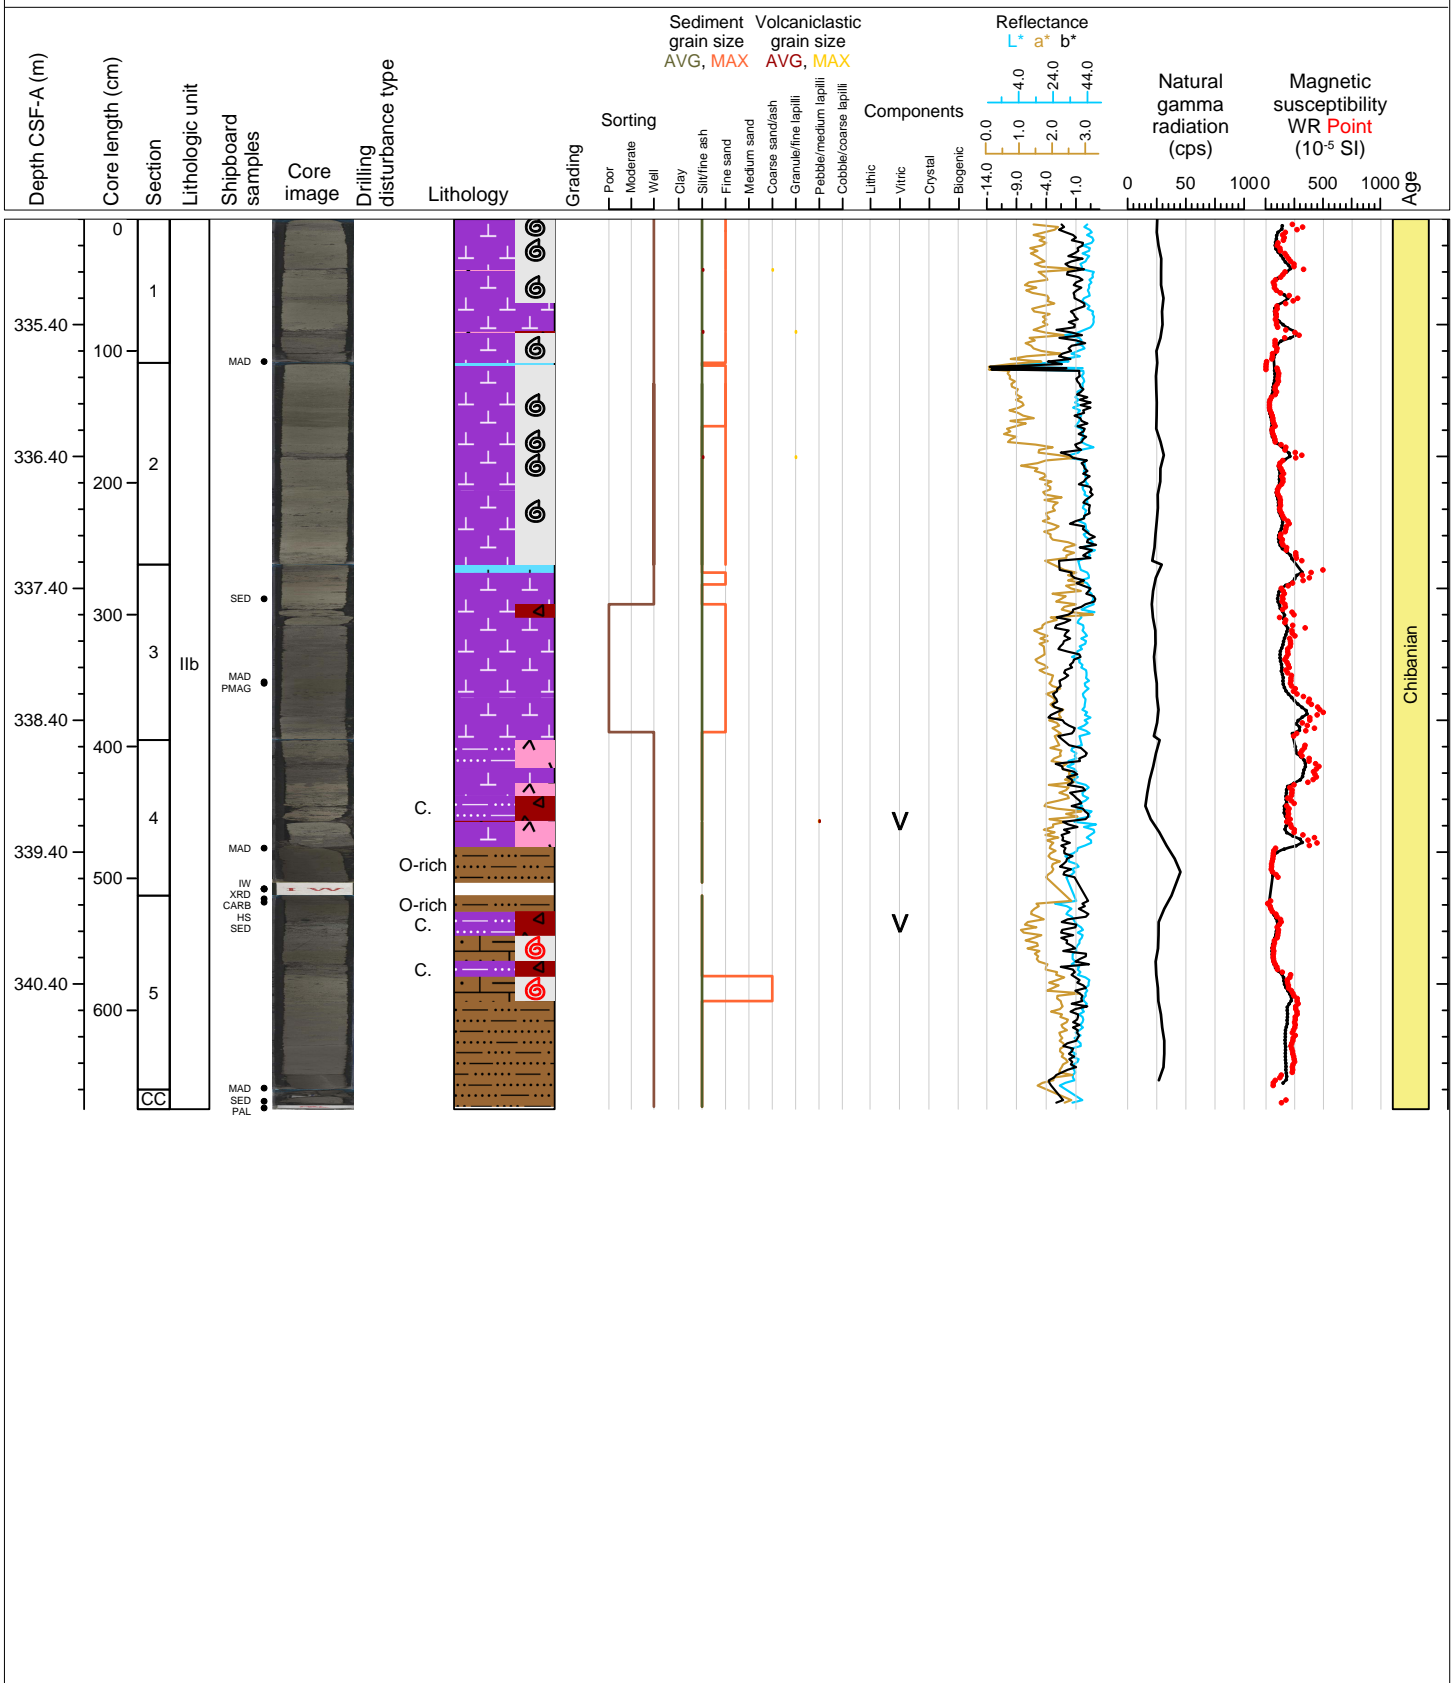 Depth CSF-A (m)
Core length (cm)
Section
Lithologic unit
Shipboard
samples
Core
image
Drilling
disturbance type
Lithology
Grading
Sorting
Poor
Moderate
Well
Sediment
grain size
AVG, MAX
Volcaniclastic
grain size
AVG, MAX
Clay
Silt/fine ash
Fine sand
Medium sand
Coarse sand/ash
Granule/fine lapilli
Pebble/medium lapilli
Cobble/coarse lapilli
Components
Lithic
Vitric
Crystal
Biogenic
Reflectance
L* a* b*
4.0 24.0 44.0
0.0 1.0 2.0 3.0
-14.0 -9.0 -4.0 1.0
Natural
gamma
radiation
(cps)
0 50 100
Magnetic
susceptibility
WR Point
(10-5 SI)
0 500 1000
Age
0
1
335.40
100
MAD
336.40
2
200
337.40
SED
300
3
IIb
MAD
PMAG
338.40
400
C.
4
V
339.40
MAD
O-rich
500
IW
I W
XRD
CARB
O-rich
HS
SED
C.
V
C.
340.40
5
600
MAD
CC
SED
PAL
Chibanian